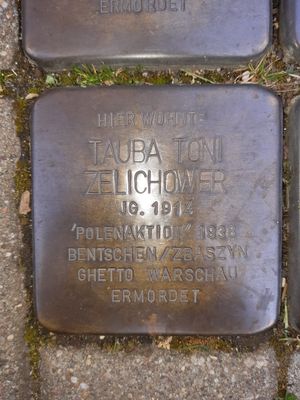 ERMORDET
HIER WOHNTE
TAUBA TONI
ZELICHOWER
JG. 1914
'POLENAKTION' 1938
BENTSCHEN/ZBASZYN
GHETTO WARSCHAU
ERMORDET